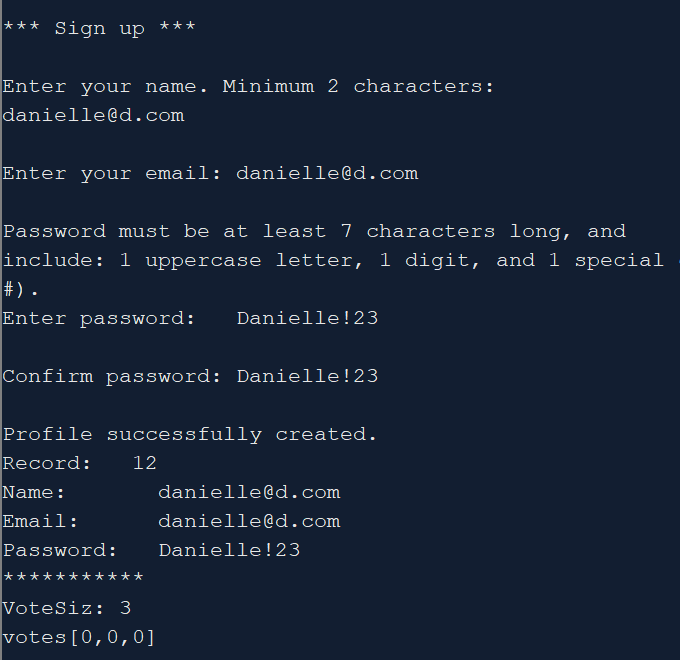 *** Sign up ***
Enter your name. Minimum 2 characters:
danielle@d.com
Enter your email: danielle@d.com
Password must be at least 7 characters long, and
include: 1 uppercase letter, 1 digit, and 1 special
#).
Enter password:   Danielle!23
Confirm password: Danielle!23
Profile successfully created.
Record:   12
Name:       danielle@d.com
Email:      danielle@d.com
Password:   Danielle!23
***********
VoteSiz: 3
votes[0,0,0]